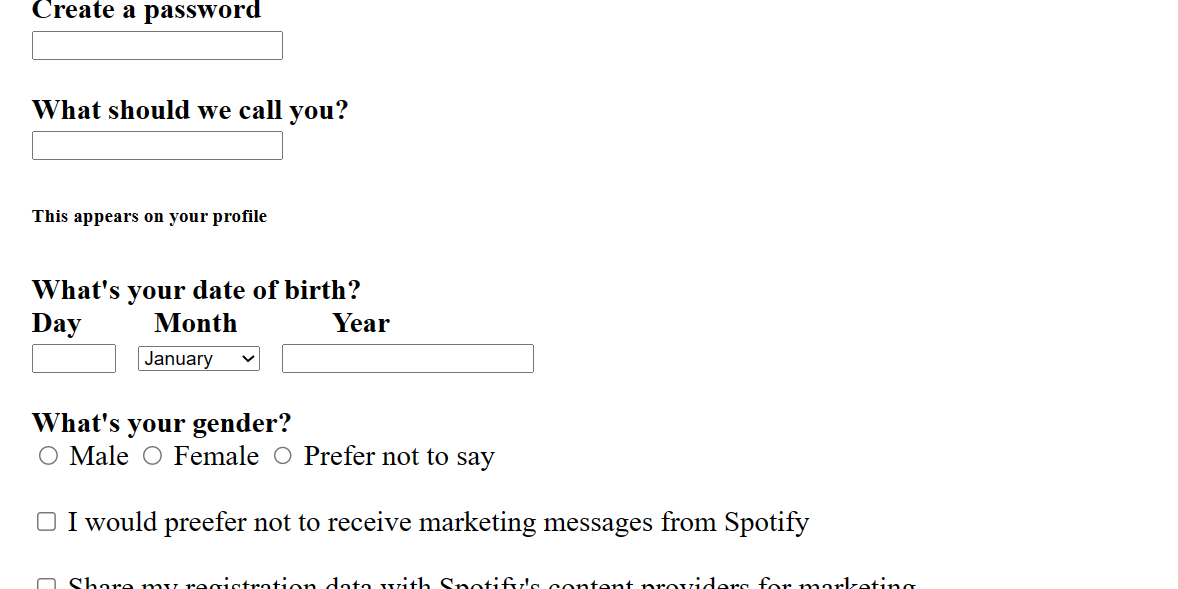 Create a password
What should we call you?
This appears on your profile
What's your date of birth?
Day Month Year
January
What's your gender?
Male Female Prefer not to say
I would preefer not to receive marketing messages from Spotify
Share my registration data with Spotify's content providers for marketing